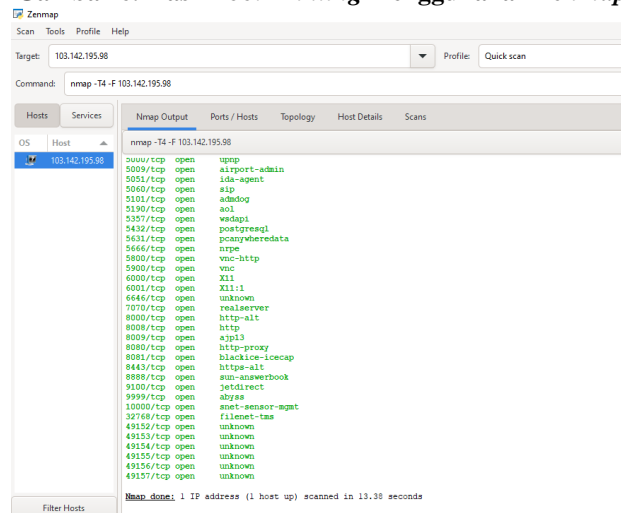 Zenmap
Scan Tools Profile Help
Target: 103.142.195.98 Profile: Quick scan
Command: nmap -T4 -F 103.142.195.98
Hosts Services Nmap Output Ports / Hosts Topology Host Details Scans
OS Host nmap -T4 -F 103.142.195.98
103.142.195.98
5000/tcp open upnp
5009/tcp open airport-admin
5051/tcp open ida-agent
5060/tcp open sip
5101/tcp open admdog
5190/tcp open aol
5357/tcp open wsdapi
5432/tcp open postgresql
5631/tcp open pcanywheredata
5666/tcp open nrpe
5800/tcp open vnc-http
5900/tcp open vnc
6000/tcp open X11
6001/tcp open X11:1
6646/tcp open unknown
7070/tcp open realserver
8000/tcp open http-alt
8008/tcp open http
8009/tcp open ajp13
8080/tcp open http-proxy
8081/tcp open blackice-icecap
8443/tcp open https-alt
8888/tcp open sun-answerbook
9100/tcp open jetdirect
9999/tcp open abyss
10000/tcp open snet-sensor-mgmt
32768/tcp open filenet-tms
49152/tcp open unknown
49153/tcp open unknown
49154/tcp open unknown
49155/tcp open unknown
49156/tcp open unknown
49157/tcp open unknown
Nmap done: 1 IP address (1 host up) scanned in 13.38 seconds
Filter Hosts